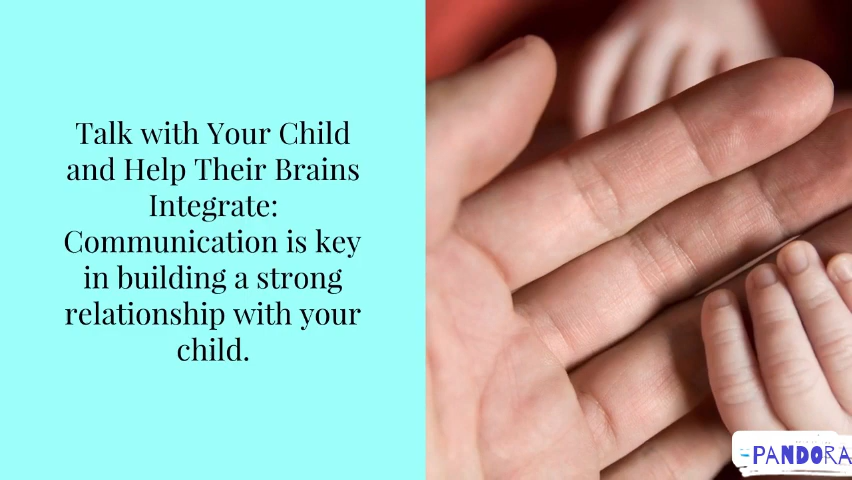 Talk with Your Child
and Help Their Brains
Integrate:
Communication is key
in building a strong
relationship with your
child.
PANDORA